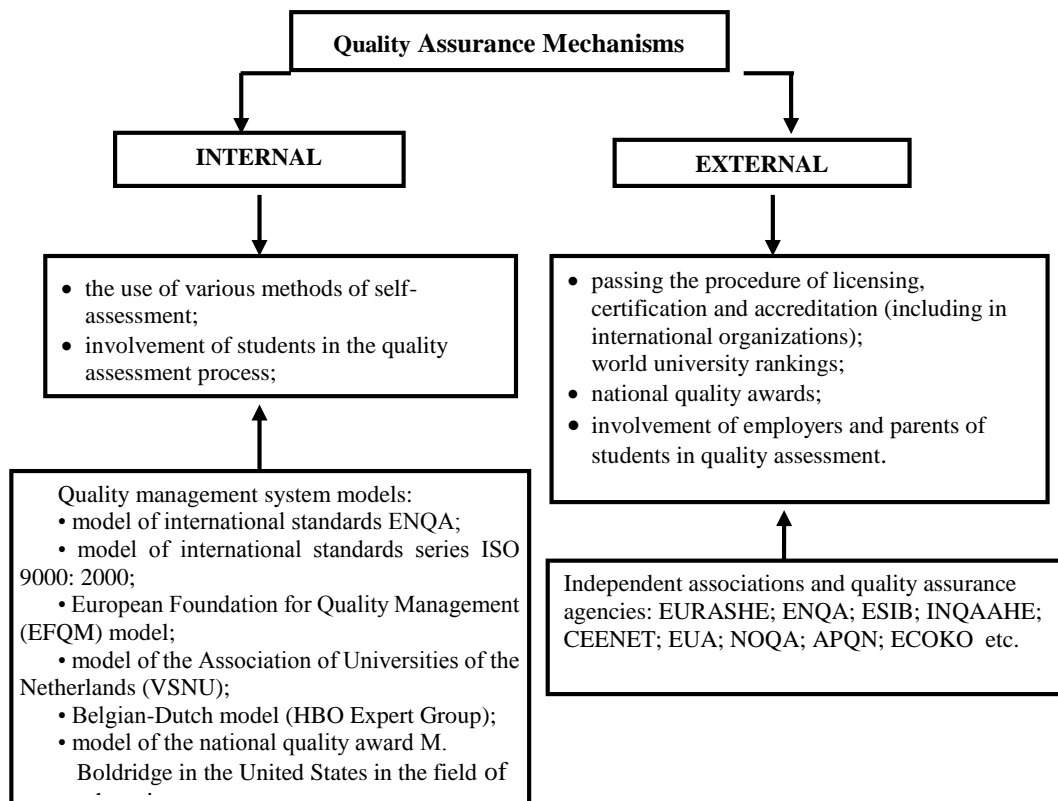 Quality Assurance Mechanisms
INTERNAL
EXTERNAL
• the use of various methods of self-
assessment;
• involvement of students in the quality
assessment process;
• passing the procedure of licensing,
certification and accreditation (including in
international organizations);
world university rankings;
• national quality awards;
• involvement of employers and parents of
students in quality assessment.
Quality management system models:
• model of international standards ENQA;
• model of international standards series ISO
9000: 2000;
• European Foundation for Quality Management
(EFQM) model;
• model of the Association of Universities of the
Netherlands (VSNU);
• Belgian-Dutch model (HBO Expert Group);
• model of the national quality award M.
Boldridge in the United States in the field of
Independent associations and quality assurance
agencies: EURASHE; ENQA; ESIB; INQAAHE;
CEENET; EUA; NOQA; APQN; ECOKO etc.